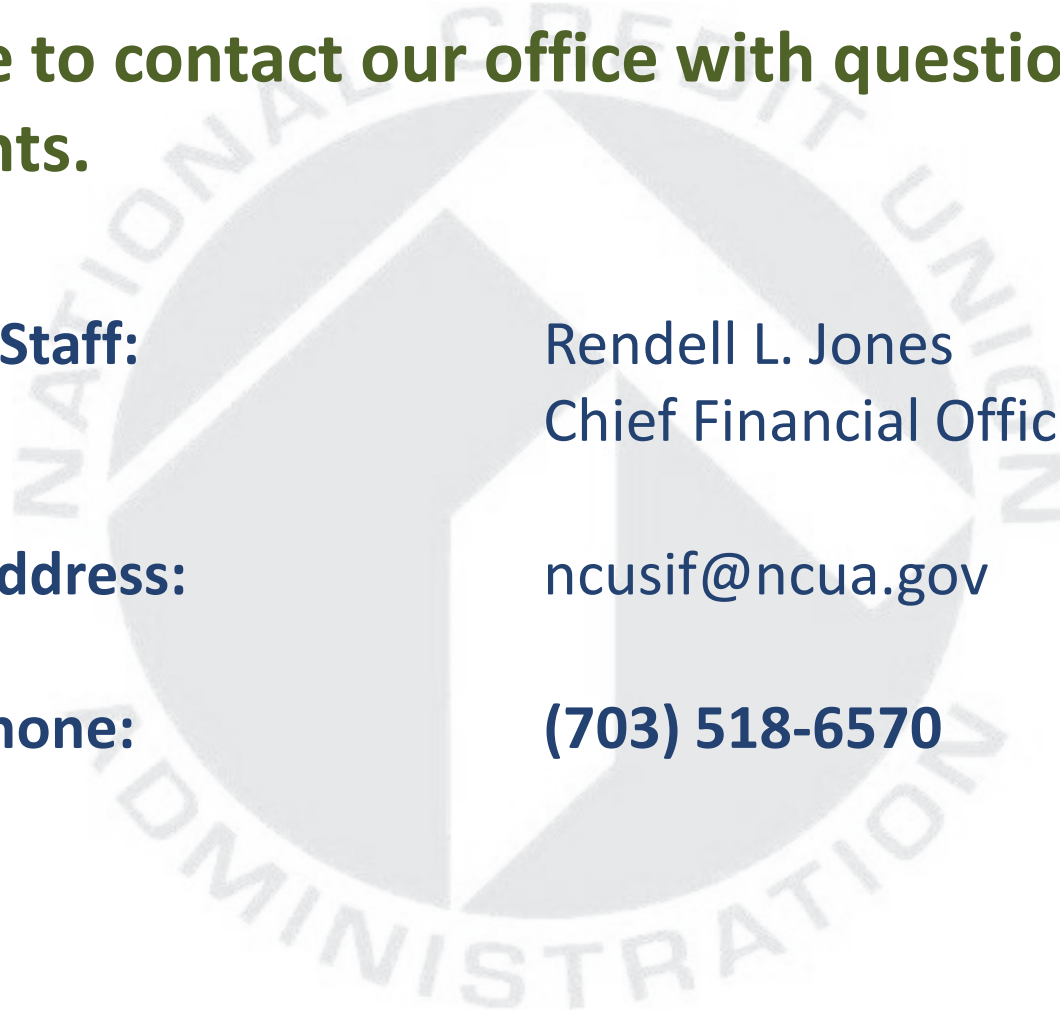 NATIONAL CREDIT UNION ADMINISTRATION
e to contact our office with questio
nts.
Staff: Rendell L. Jones
Chief Financial Offic
ddress: ncusif@ncua.gov
hone: (703) 518-6570